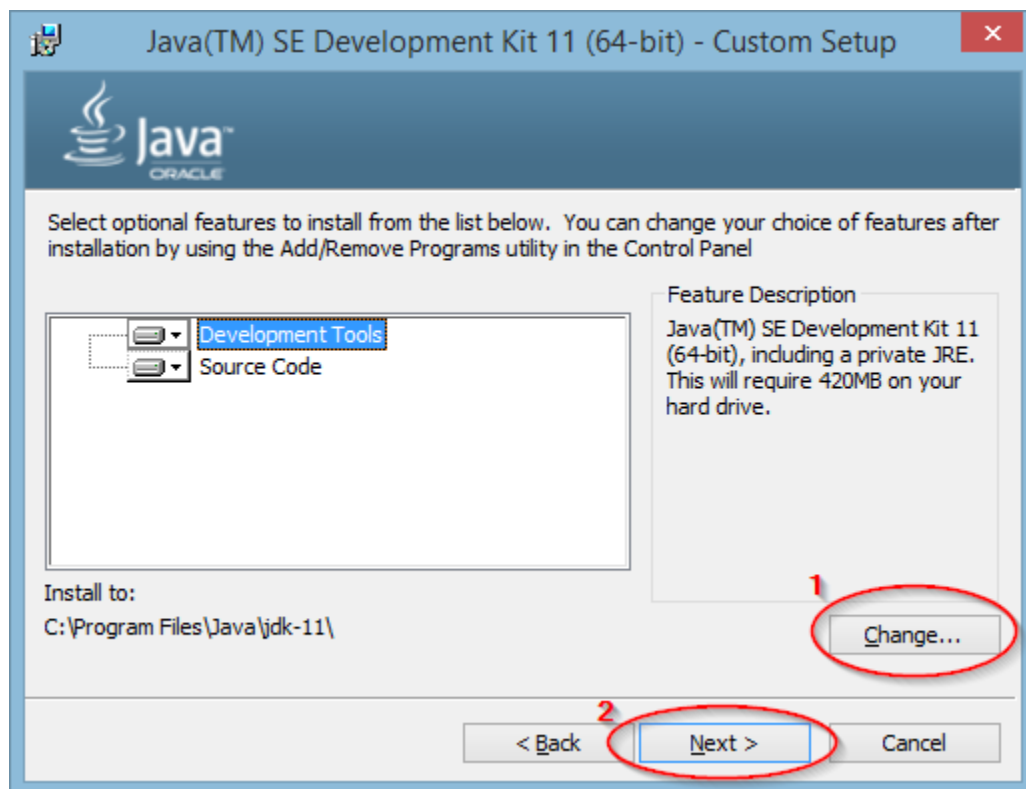 Java(TM) SE Development Kit 11 (64-bit) - Custom Setup
Java™
ORACLE
Select optional features to install from the list below.  You can change your choice of features after
installation by using the Add/Remove Programs utility in the Control Panel
Development Tools
Source Code
Feature Description
Java(TM) SE Development Kit 11
(64-bit), including a private JRE.
This will require 420MB on your
hard drive.
Install to:
C:\Program Files\Java\jdk-11\
1
Change...
2
< Back
Next >
Cancel